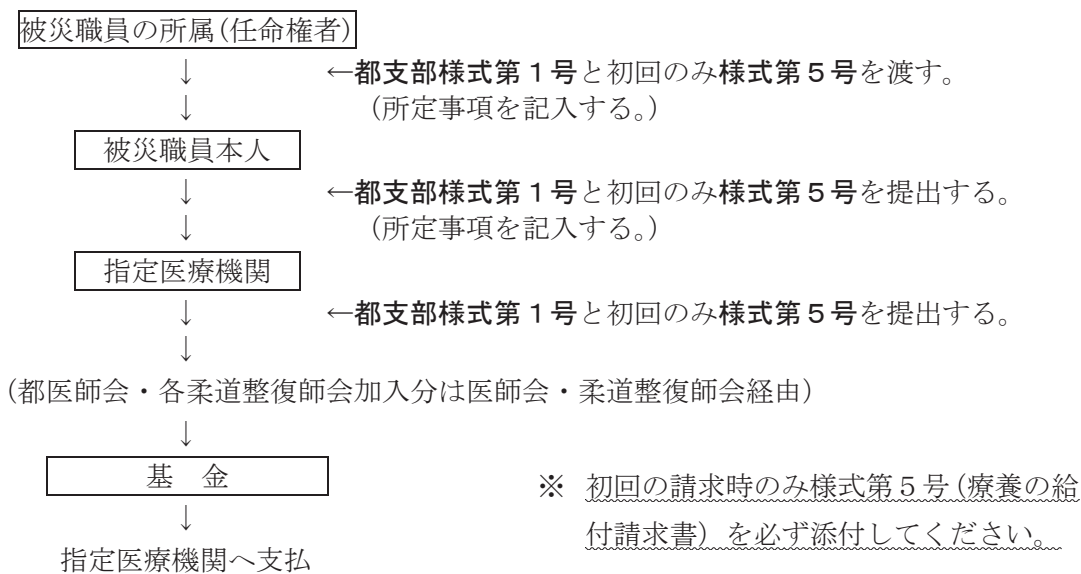 被災職員の所属(任命権者)
↓ ←都支部様式第1号と初回のみ様式第5号を渡す。
↓ (所定事項を記入する。)
被災職員本人
↓ ←都支部様式第1号と初回のみ様式第5号を提出する。
↓ (所定事項を記入する。)
指定医療機関
↓ ←都支部様式第1号と初回のみ様式第5号を提出する。
↓
(都医師会・各柔道整復師会加入分は医師会・柔道整復師会経由)
↓
基 金
↓
指定医療機関へ支払
※ 初回の請求時のみ様式第5号(療養の給
付請求書)を必ず添付してください。